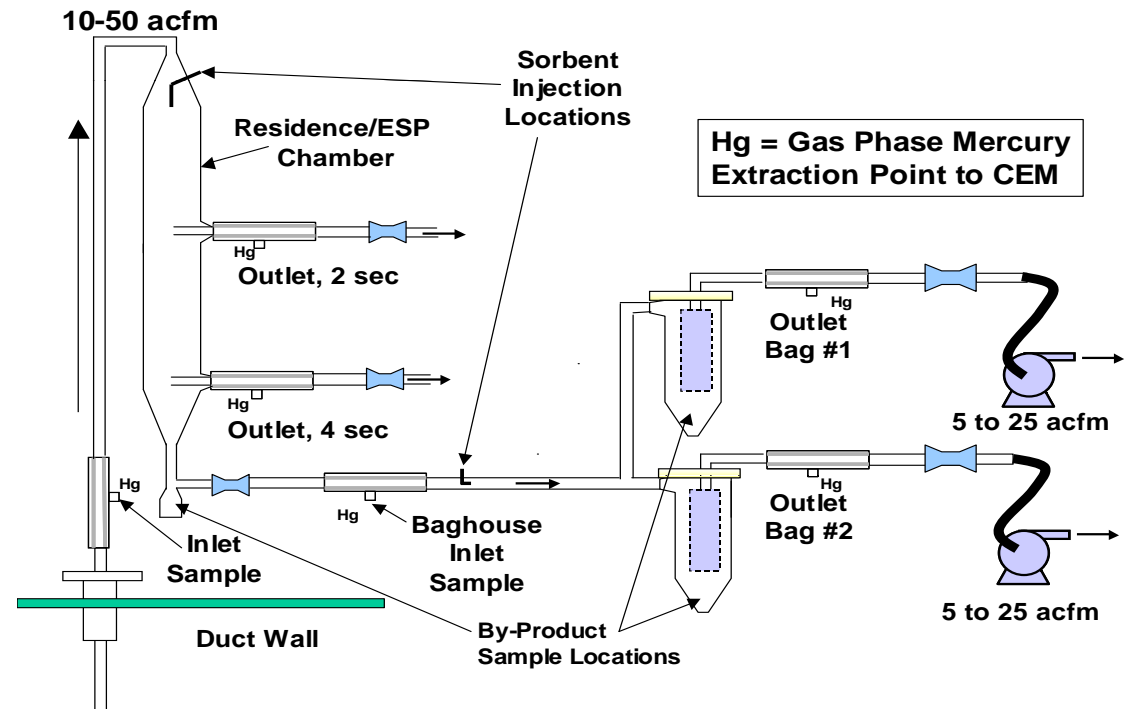 10-50 acfm
Sorbent
Injection
Locations
Residence/ESP
Chamber
Hg = Gas Phase Mercury
Extraction Point to CEM
Hg
Outlet, 2 sec
Hg
Outlet, 4 sec
Hg
Outlet
Bag #1
5 to 25 acfm
Hg
Inlet
Sample
Hg
Baghouse
Inlet
Sample
Hg
Outlet
Bag #2
5 to 25 acfm
Duct Wall
By-Product
Sample Locations